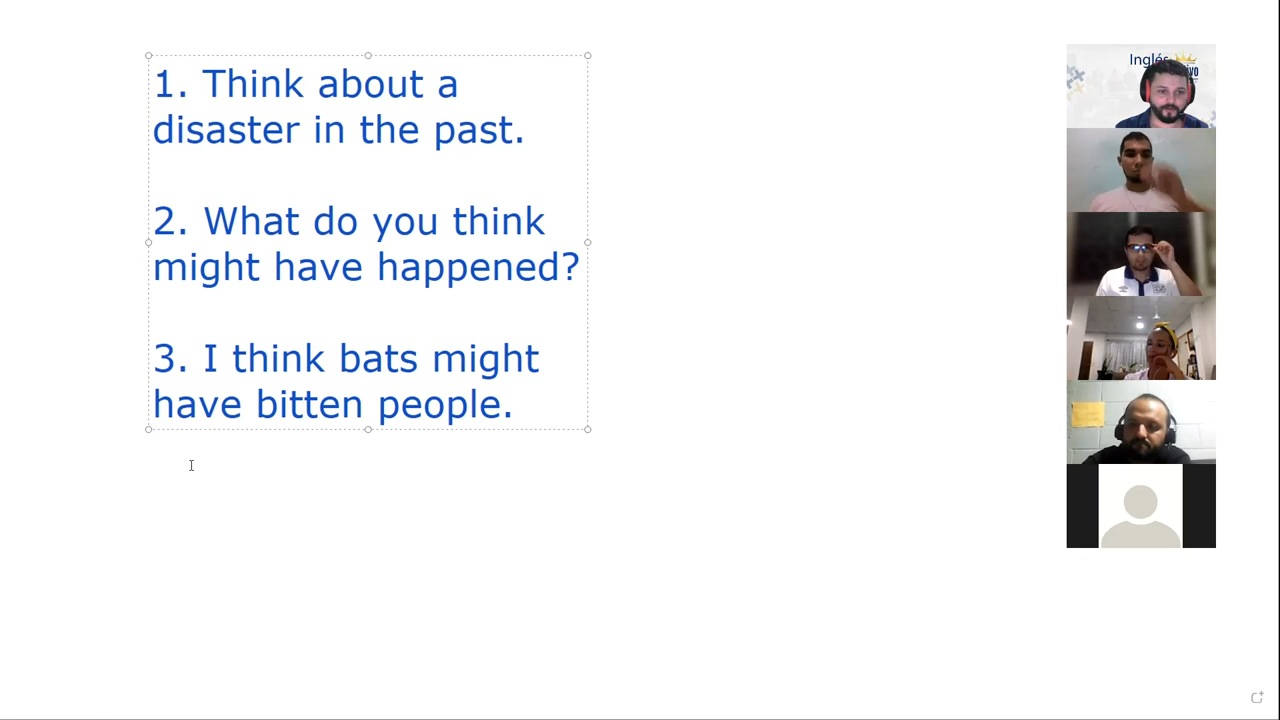 1. Think about a
disaster in the past.
2. What do you think
might have happened?
3. I think bats might
have bitten people.
Inglés